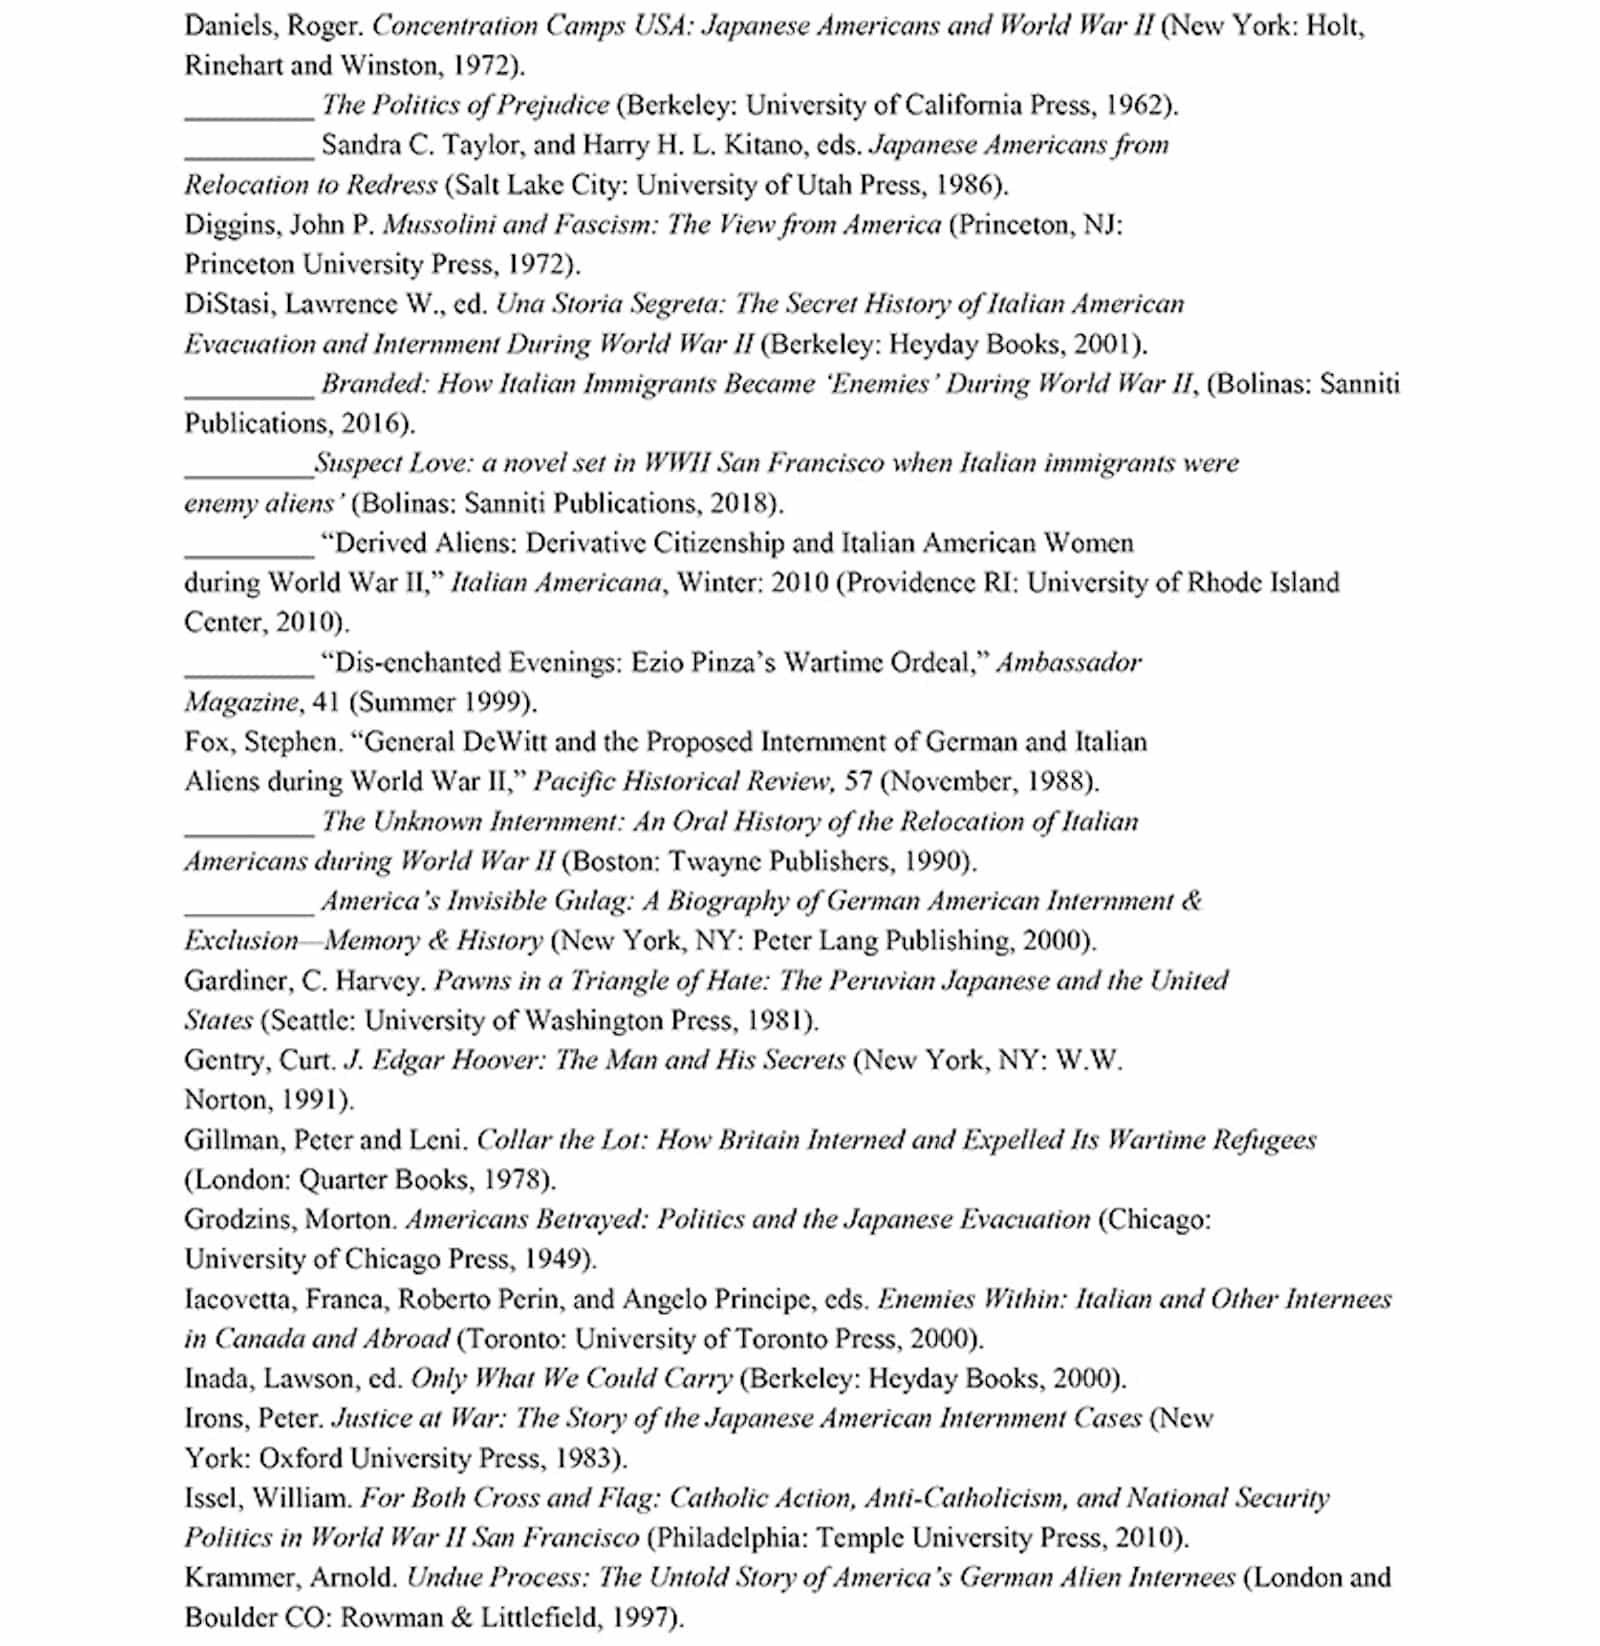 Daniels, Roger. Concentration Camps USA: Japanese Americans and World War II (New York: Holt,
Rinehart and Winston, 1972).
__________ The Politics of Prejudice (Berkeley: University of California Press, 1962).
__________ Sandra C. Taylor, and Harry H. L. Kitano, eds. Japanese Americans from
Relocation to Redress (Salt Lake City: University of Utah Press, 1986).
Diggins, John P. Mussolini and Fascism: The View from America (Princeton, NJ:
Princeton University Press, 1972).
DiStasi, Lawrence W., ed. Una Storia Segreta: The Secret History of Italian American
Evacuation and Internment During World War II (Berkeley: Heyday Books, 2001).
__________ Branded: How Italian Immigrants Became ‘Enemies’ During World War II, (Bolinas: Sanniti
Publications, 2016).
__________Suspect Love: a novel set in WWII San Francisco when Italian immigrants were
enemy aliens’ (Bolinas: Sanniti Publications, 2018).
__________ “Derived Aliens: Derivative Citizenship and Italian American Women
during World War II,” Italian Americana, Winter: 2010 (Providence RI: University of Rhode Island
Center, 2010).
__________ “Dis-enchanted Evenings: Ezio Pinza’s Wartime Ordeal,” Ambassador
Magazine, 41 (Summer 1999).
Fox, Stephen. “General DeWitt and the Proposed Internment of German and Italian
Aliens during World War II,” Pacific Historical Review, 57 (November, 1988).
__________ The Unknown Internment: An Oral History of the Relocation of Italian
Americans during World War II (Boston: Twayne Publishers, 1990).
__________ America’s Invisible Gulag: A Biography of German American Internment &
Exclusion—Memory & History (New York, NY: Peter Lang Publishing, 2000).
Gardiner, C. Harvey. Pawns in a Triangle of Hate: The Peruvian Japanese and the United
States (Seattle: University of Washington Press, 1981).
Gentry, Curt. J. Edgar Hoover: The Man and His Secrets (New York, NY: W.W.
Norton, 1991).
Gillman, Peter and Leni. Collar the Lot: How Britain Interned and Expelled Its Wartime Refugees
(London: Quarter Books, 1978).
Grodzins, Morton. Americans Betrayed: Politics and the Japanese Evacuation (Chicago:
University of Chicago Press, 1949).
Iacovetta, Franca, Roberto Perin, and Angelo Principe, eds. Enemies Within: Italian and Other Internees
in Canada and Abroad (Toronto: University of Toronto Press, 2000).
Inada, Lawson, ed. Only What We Could Carry (Berkeley: Heyday Books, 2000).
Irons, Peter. Justice at War: The Story of the Japanese American Internment Cases (New
York: Oxford University Press, 1983).
Issel, William. For Both Cross and Flag: Catholic Action, Anti-Catholicism, and National Security
Politics in World War II San Francisco (Philadelphia: Temple University Press, 2010).
Krammer, Arnold. Undue Process: The Untold Story of America’s German Alien Internees (London and
Boulder CO: Rowman & Littlefield, 1997).